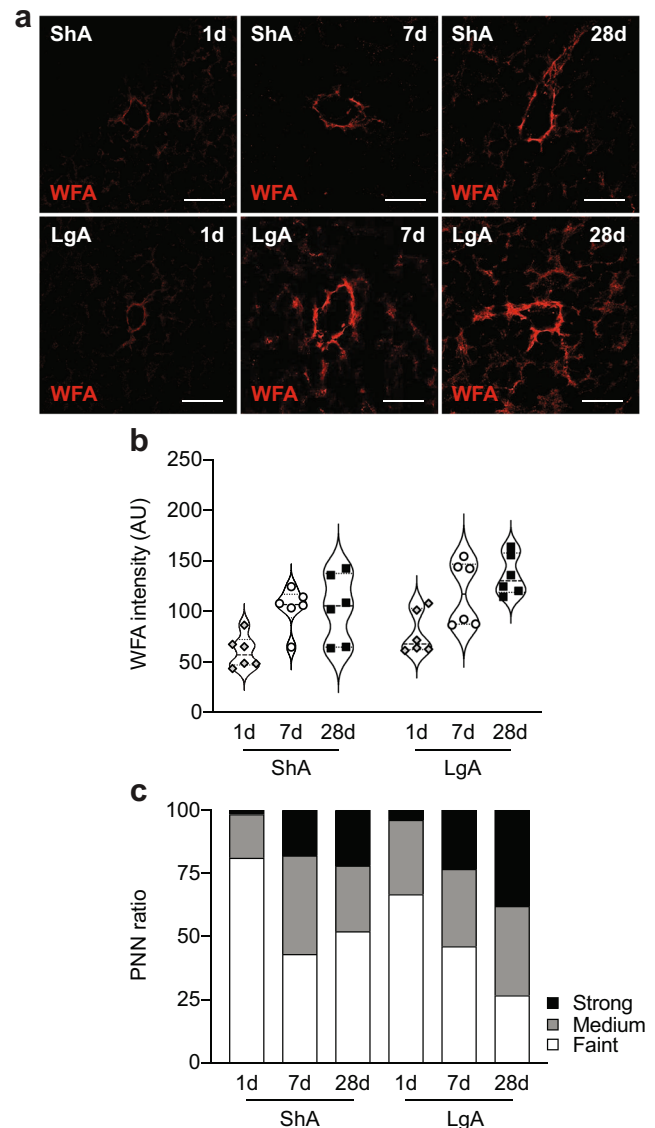 a
ShA 1d
ShA 7d
ShA 28d
WFA
WFA
WFA
LgA 1d
LgA 7d
LgA 28d
WFA
WFA
WFA
b
250
200
150
100
50
0
WFA intensity (AU)
1d 7d 28d 1d 7d 28d
ShA LgA
c
100
75
50
25
0
PNN ratio
Strong
Medium
Faint
1d 7d 28d 1d 7d 28d
ShA LgA